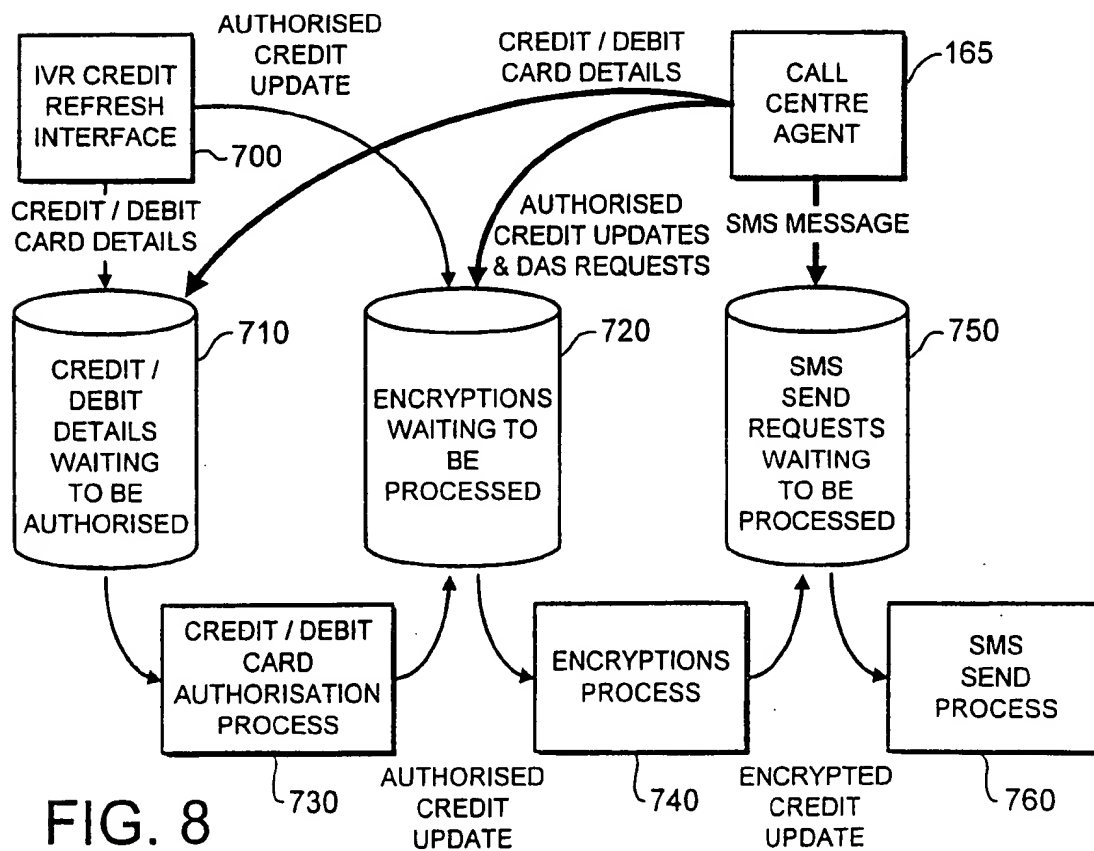 AUTHORISED
CREDIT
UPDATE
CREDIT / DEBIT
CARD DETAILS
IVR CREDIT
REFRESH
INTERFACE
700
CALL
CENTRE
AGENT
165
CREDIT / DEBIT
CARD DETAILS
AUTHORISED
CREDIT UPDATES
& DAS REQUESTS
SMS MESSAGE
710
CREDIT /
DEBIT
DETAILS
WAITING
TO BE
AUTHORISED
720
ENCRYPTIONS
WAITING TO
BE
PROCESSED
750
SMS
SEND
REQUESTS
WAITING
TO BE
PROCESSED
CREDIT / DEBIT
CARD
AUTHORISATION
PROCESS
730
ENCRYPTIONS
PROCESS
740
SMS
SEND
PROCESS
760
AUTHORISED
CREDIT
UPDATE
ENCRYPTED
CREDIT
UPDATE
FIG. 8